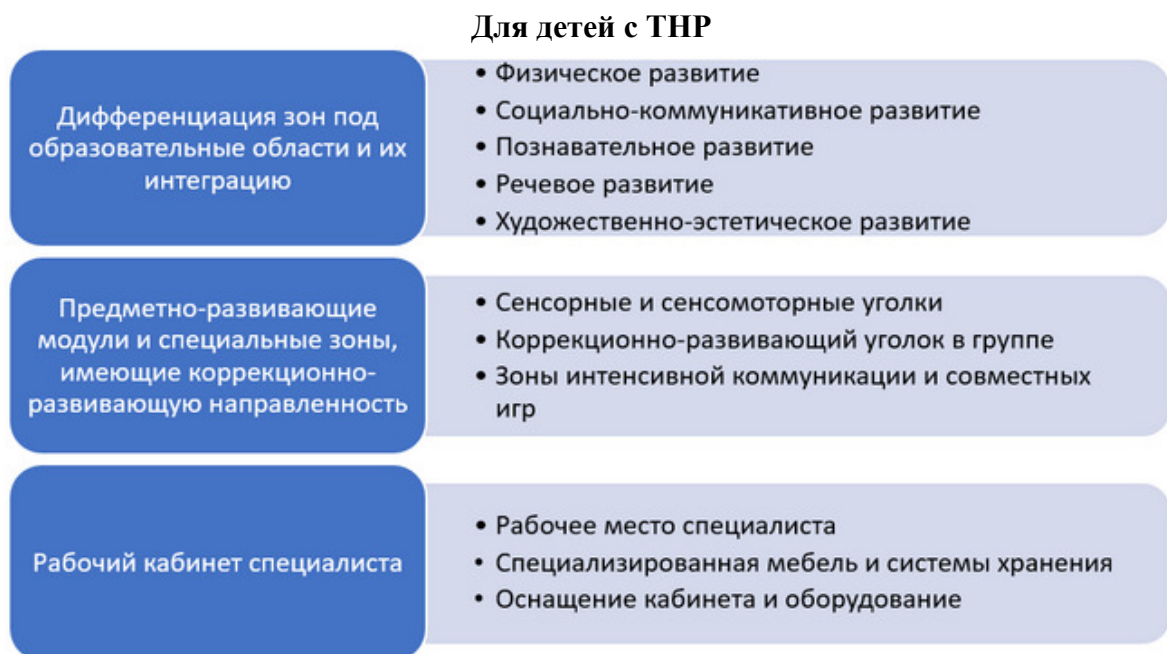 Для детей с ТНР
Дифференциация зон под
образовательные области и их
интеграцию
• Физическое развитие
• Социально-коммуникативное развитие
• Познавательное развитие
• Речевое развитие
• Художественно-эстетическое развитие
Предметно-развивающие
модули и специальные зоны,
имеющие коррекционно-
развивающую направленность
• Сенсорные и сенсомоторные уголки
• Коррекционно-развивающий уголок в группе
• Зоны интенсивной коммуникации и совместных
игр
Рабочий кабинет специалиста
• Рабочее место специалиста
• Специализированная мебель и системы хранения
• Оснащение кабинета и оборудование